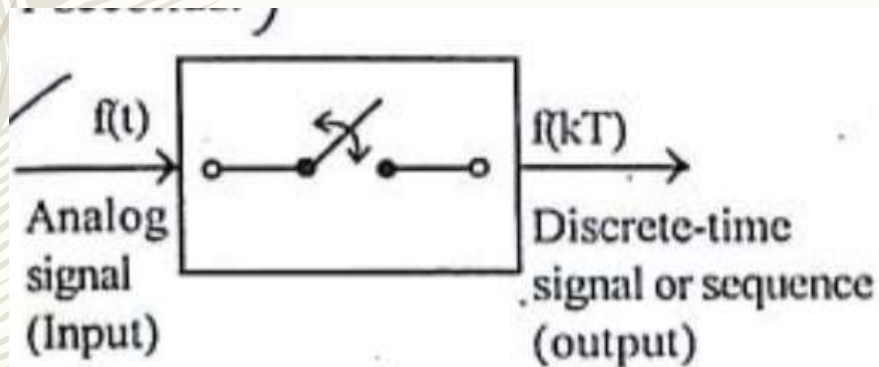 f(t)
f(kT)
Analog
signal
(Input)
Discrete-time
signal or sequence
(output)